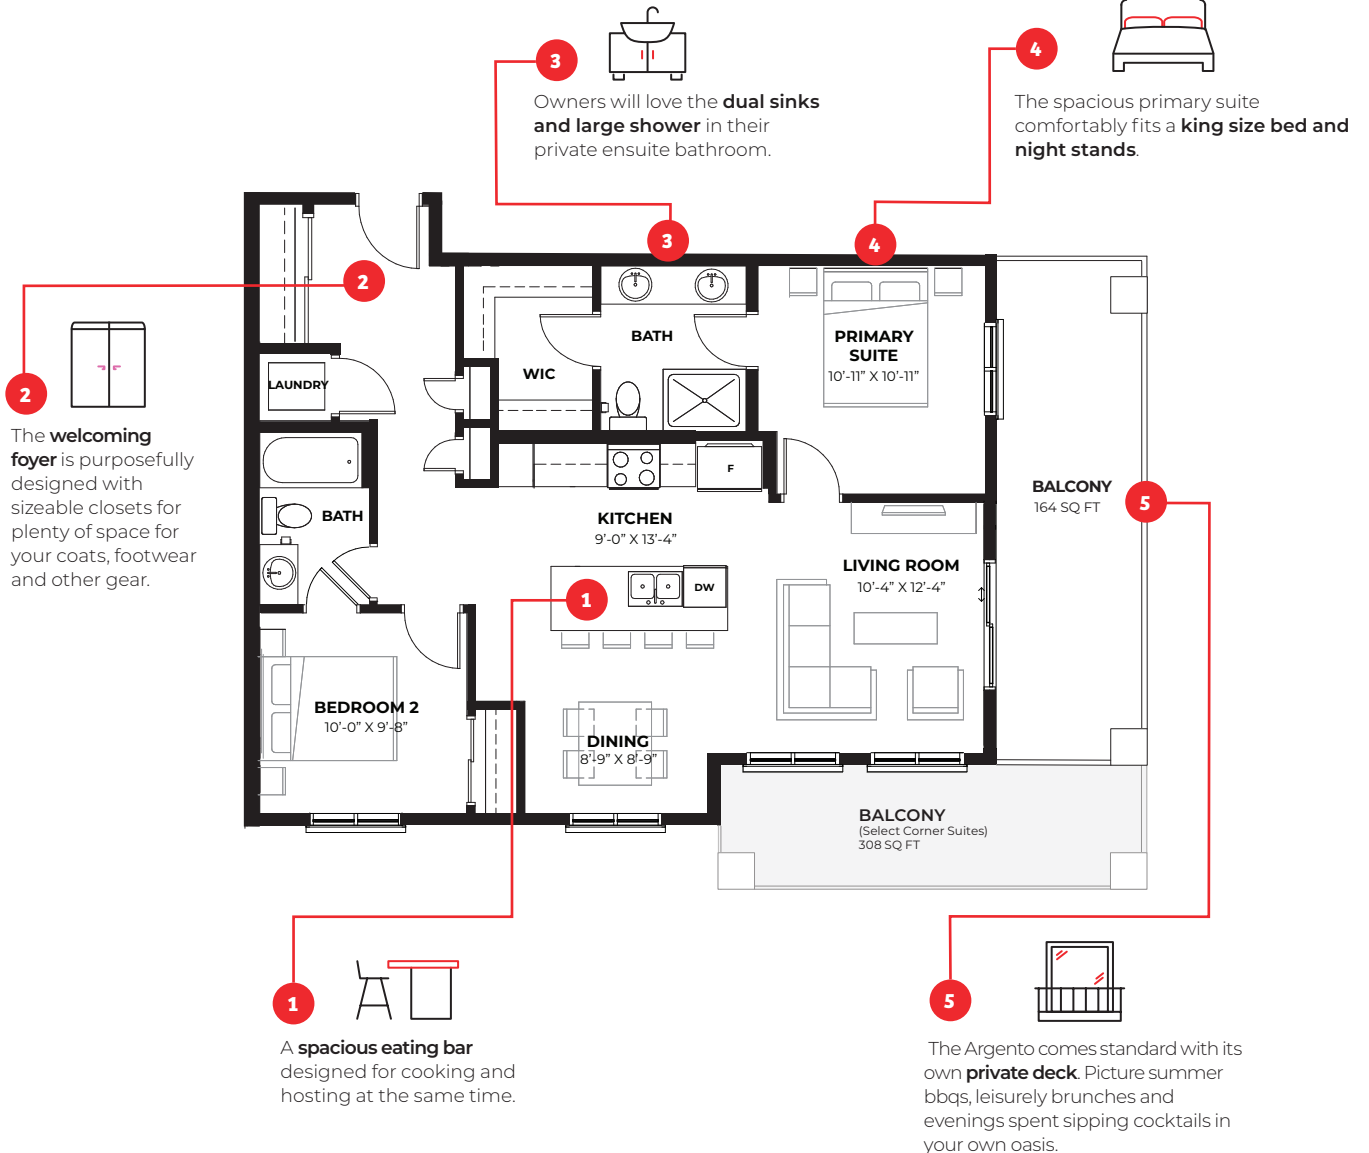 3
Owners will love the dual sinks
and large shower in their
private ensuite bathroom.
4
The spacious primary suite
comfortably fits a king size bed and
night stands.
3
4
2
2
The welcoming
foyer is purposefully
designed with
sizeable closets for
plenty of space for
your coats, footwear
and other gear.
LAUNDRY
WIC
BATH
PRIMARY
SUITE
10'-11" X 10'-11"
F
BATH
KITCHEN
9'-0" X 13'-4"
LIVING ROOM
10'-4" X 12'-4"
BALCONY
164 SQ FT
5
1
DW
BEDROOM 2
10'-0" X 9'-8"
DINING
8'-9" X 8'-9"
BALCONY
(Select Corner Suites)
308 SQ FT
1
A spacious eating bar
designed for cooking and
hosting at the same time.
5
The Argento comes standard with its
own private deck. Picture summer
bbqs, leisurely brunches and
evenings spent sipping cocktails in
your own oasis.